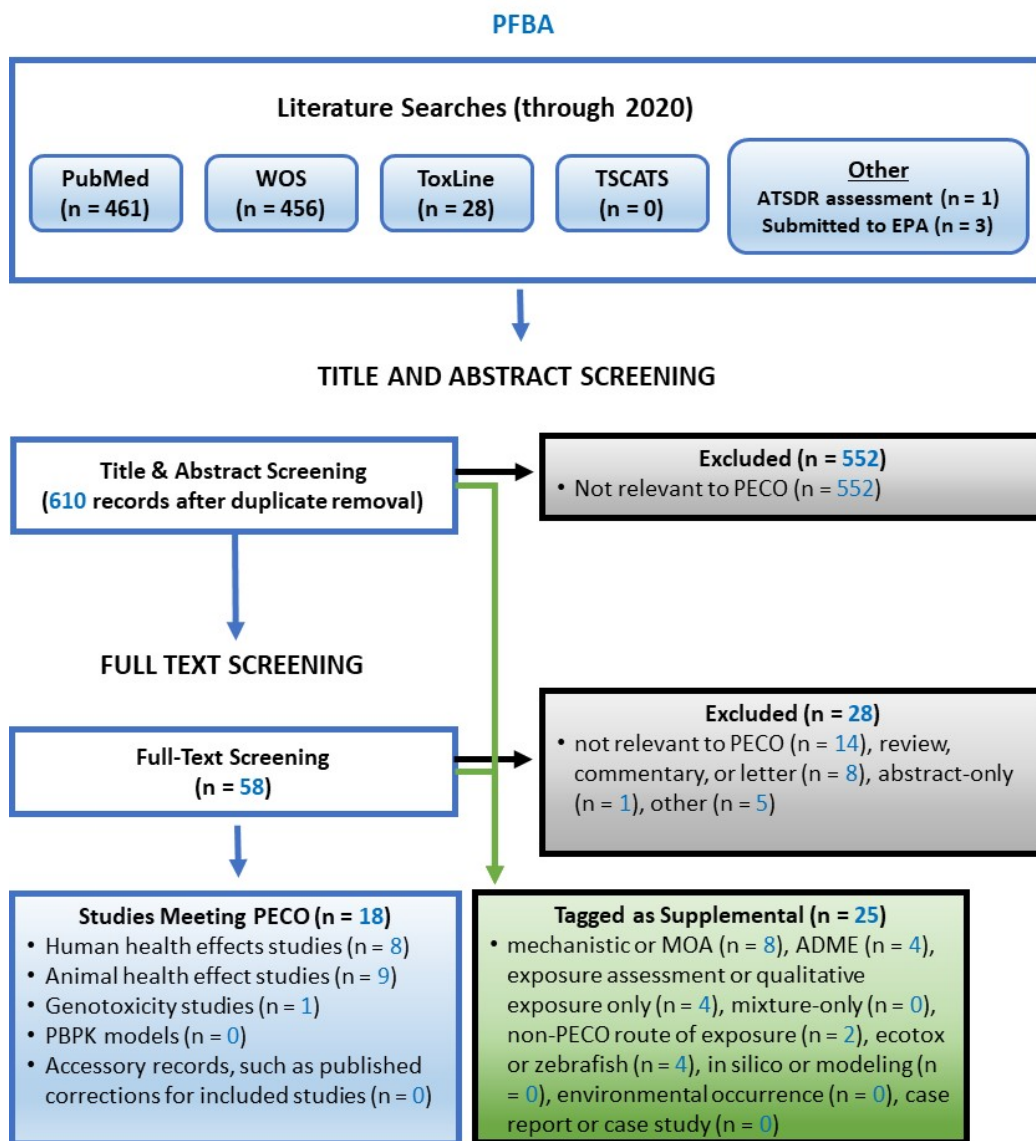 PFBA
Literature Searches (through 2020)
PubMed
(n = 461)
WOS
(n = 456)
ToxLine
(n = 28)
TSCATS
(n = 0)
Other
ATSDR assessment (n = 1)
Submitted to EPA (n = 3)
TITLE AND ABSTRACT SCREENING
Title & Abstract Screening
(610 records after duplicate removal)
Excluded (n = 552)
• Not relevant to PECO (n = 552)
FULL TEXT SCREENING
Full-Text Screening
(n = 58)
Excluded (n = 28)
• not relevant to PECO (n = 14), review,
commentary, or letter (n = 8), abstract-only
(n = 1), other (n = 5)
Studies Meeting PECO (n = 18)
• Human health effects studies (n = 8)
• Animal health effect studies (n = 9)
• Genotoxicity studies (n = 1)
• PBPK models (n = 0)
• Accessory records, such as published
corrections for included studies (n = 0)
Tagged as Supplemental (n = 25)
• mechanistic or MOA (n = 8), ADME (n = 4),
exposure assessment or qualitative
exposure only (n = 4), mixture-only (n = 0),
non-PECO route of exposure (n = 2), ecotox
or zebrafish (n = 4), in silico or modeling (n
= 0), environmental occurrence (n = 0), case
report or case study (n = 0)